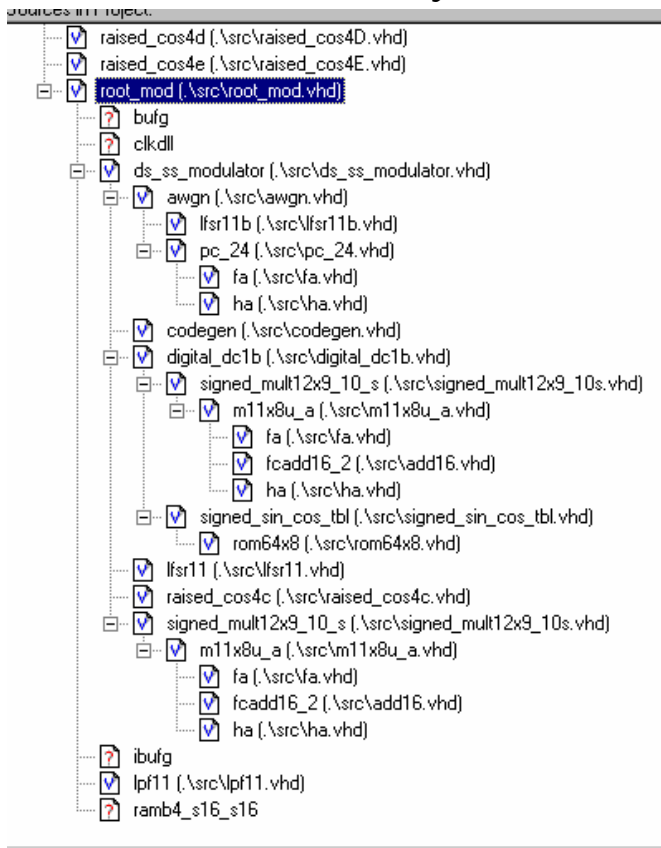 Sources in Project:
raised_cos4d (.\src\raised_cos4D.vhd)
raised_cos4e (.\src\raised_cos4E.vhd)
root_mod (.\src\root_mod.vhd)
bufg
clkdll
ds_ss_modulator (.\src\ds_ss_modulator.vhd)
awgn (.\src\awgn.vhd)
lfsr11b (.\src\lfsr11b.vhd)
pc_24 (.\src\pc_24.vhd)
fa (.\src\fa.vhd)
ha (.\src\ha.vhd)
codegen (.\src\codegen.vhd)
digital_dc1b (.\src\digital_dc1b.vhd)
signed_mult12x9_10_s (.\src\signed_mult12x9_10s.vhd)
m11x8u_a (.\src\m11x8u_a.vhd)
fa (.\src\fa.vhd)
fcadd16_2 (.\src\add16.vhd)
ha (.\src\ha.vhd)
signed_sin_cos_tbl (.\src\signed_sin_cos_tbl.vhd)
rom64x8 (.\src\rom64x8.vhd)
lfsr11 (.\src\lfsr11.vhd)
raised_cos4c (.\src\raised_cos4c.vhd)
signed_mult12x9_10_s (.\src\signed_mult12x9_10s.vhd)
m11x8u_a (.\src\m11x8u_a.vhd)
fa (.\src\fa.vhd)
fcadd16_2 (.\src\add16.vhd)
ha (.\src\ha.vhd)
ibufg
lpf11 (.\src\lpf11.vhd)
ramb4_s16_s16